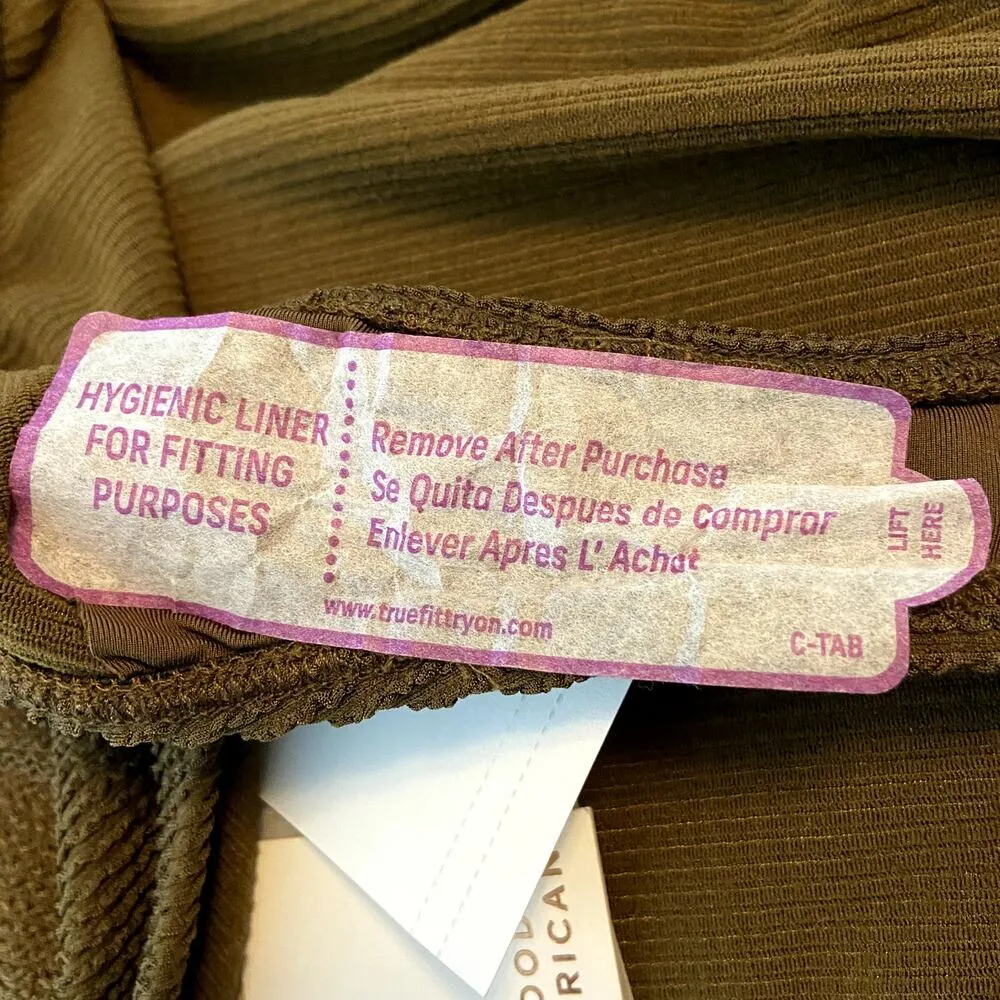 HYGIENIC LINER
FOR FITTING
PURPOSES
Remove After Purchase
Se Quita Despues de comprar
Enlever Apres L' Achat
www.truefittryon.com
LIFT
HERE
C-TAB